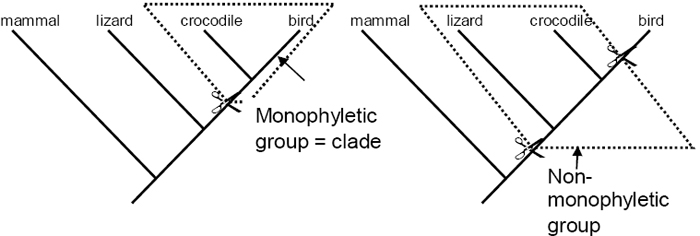 mammal lizard crocodile bird
Monophyletic
group = clade
mammal lizard crocodile bird
Non-
monophyletic
group